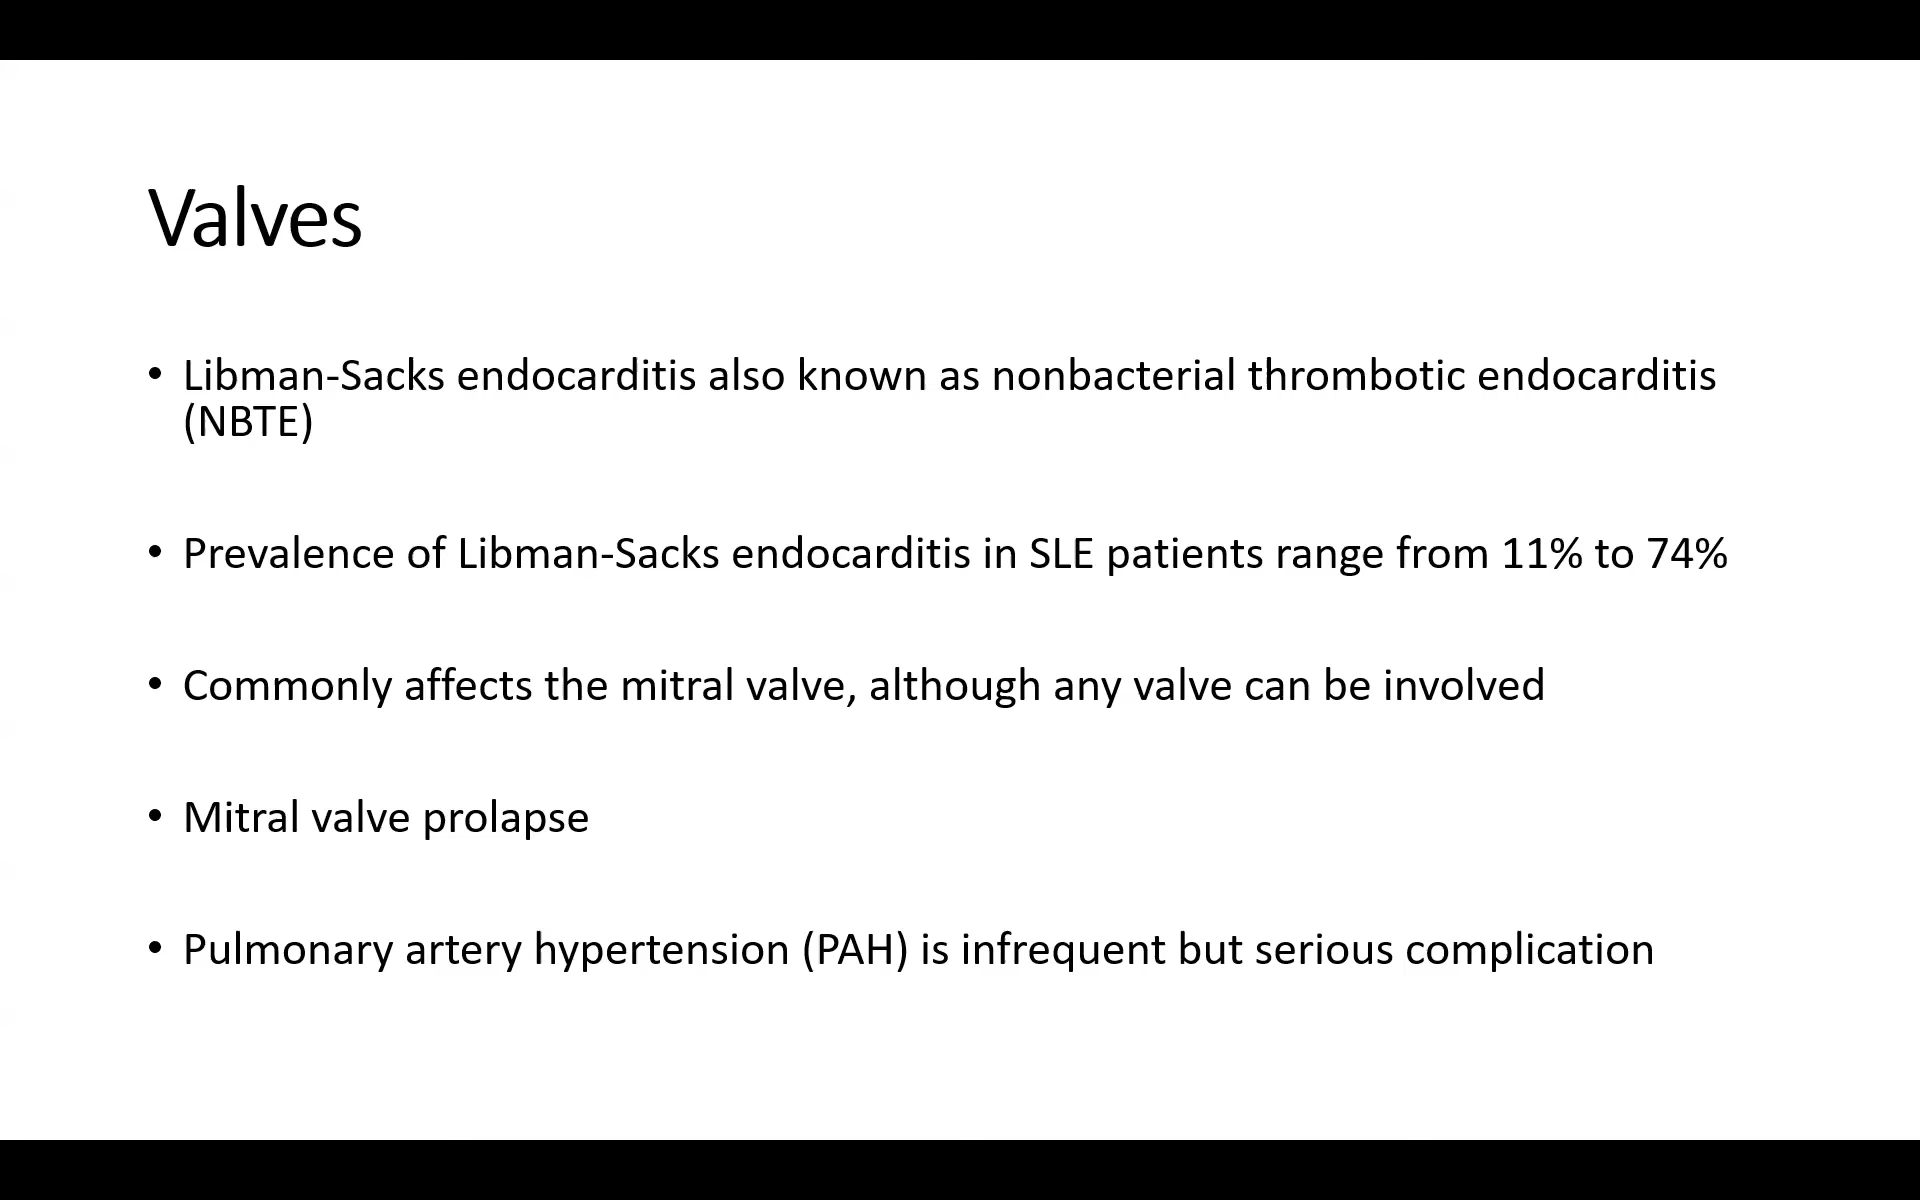 Valves
• Libman-Sacks endocarditis also known as nonbacterial thrombotic endocarditis
(NBTE)
• Prevalence of Libman-Sacks endocarditis in SLE patients range from 11% to 74%
• Commonly affects the mitral valve, although any valve can be involved
• Mitral valve prolapse
• Pulmonary artery hypertension (PAH) is infrequent but serious complication